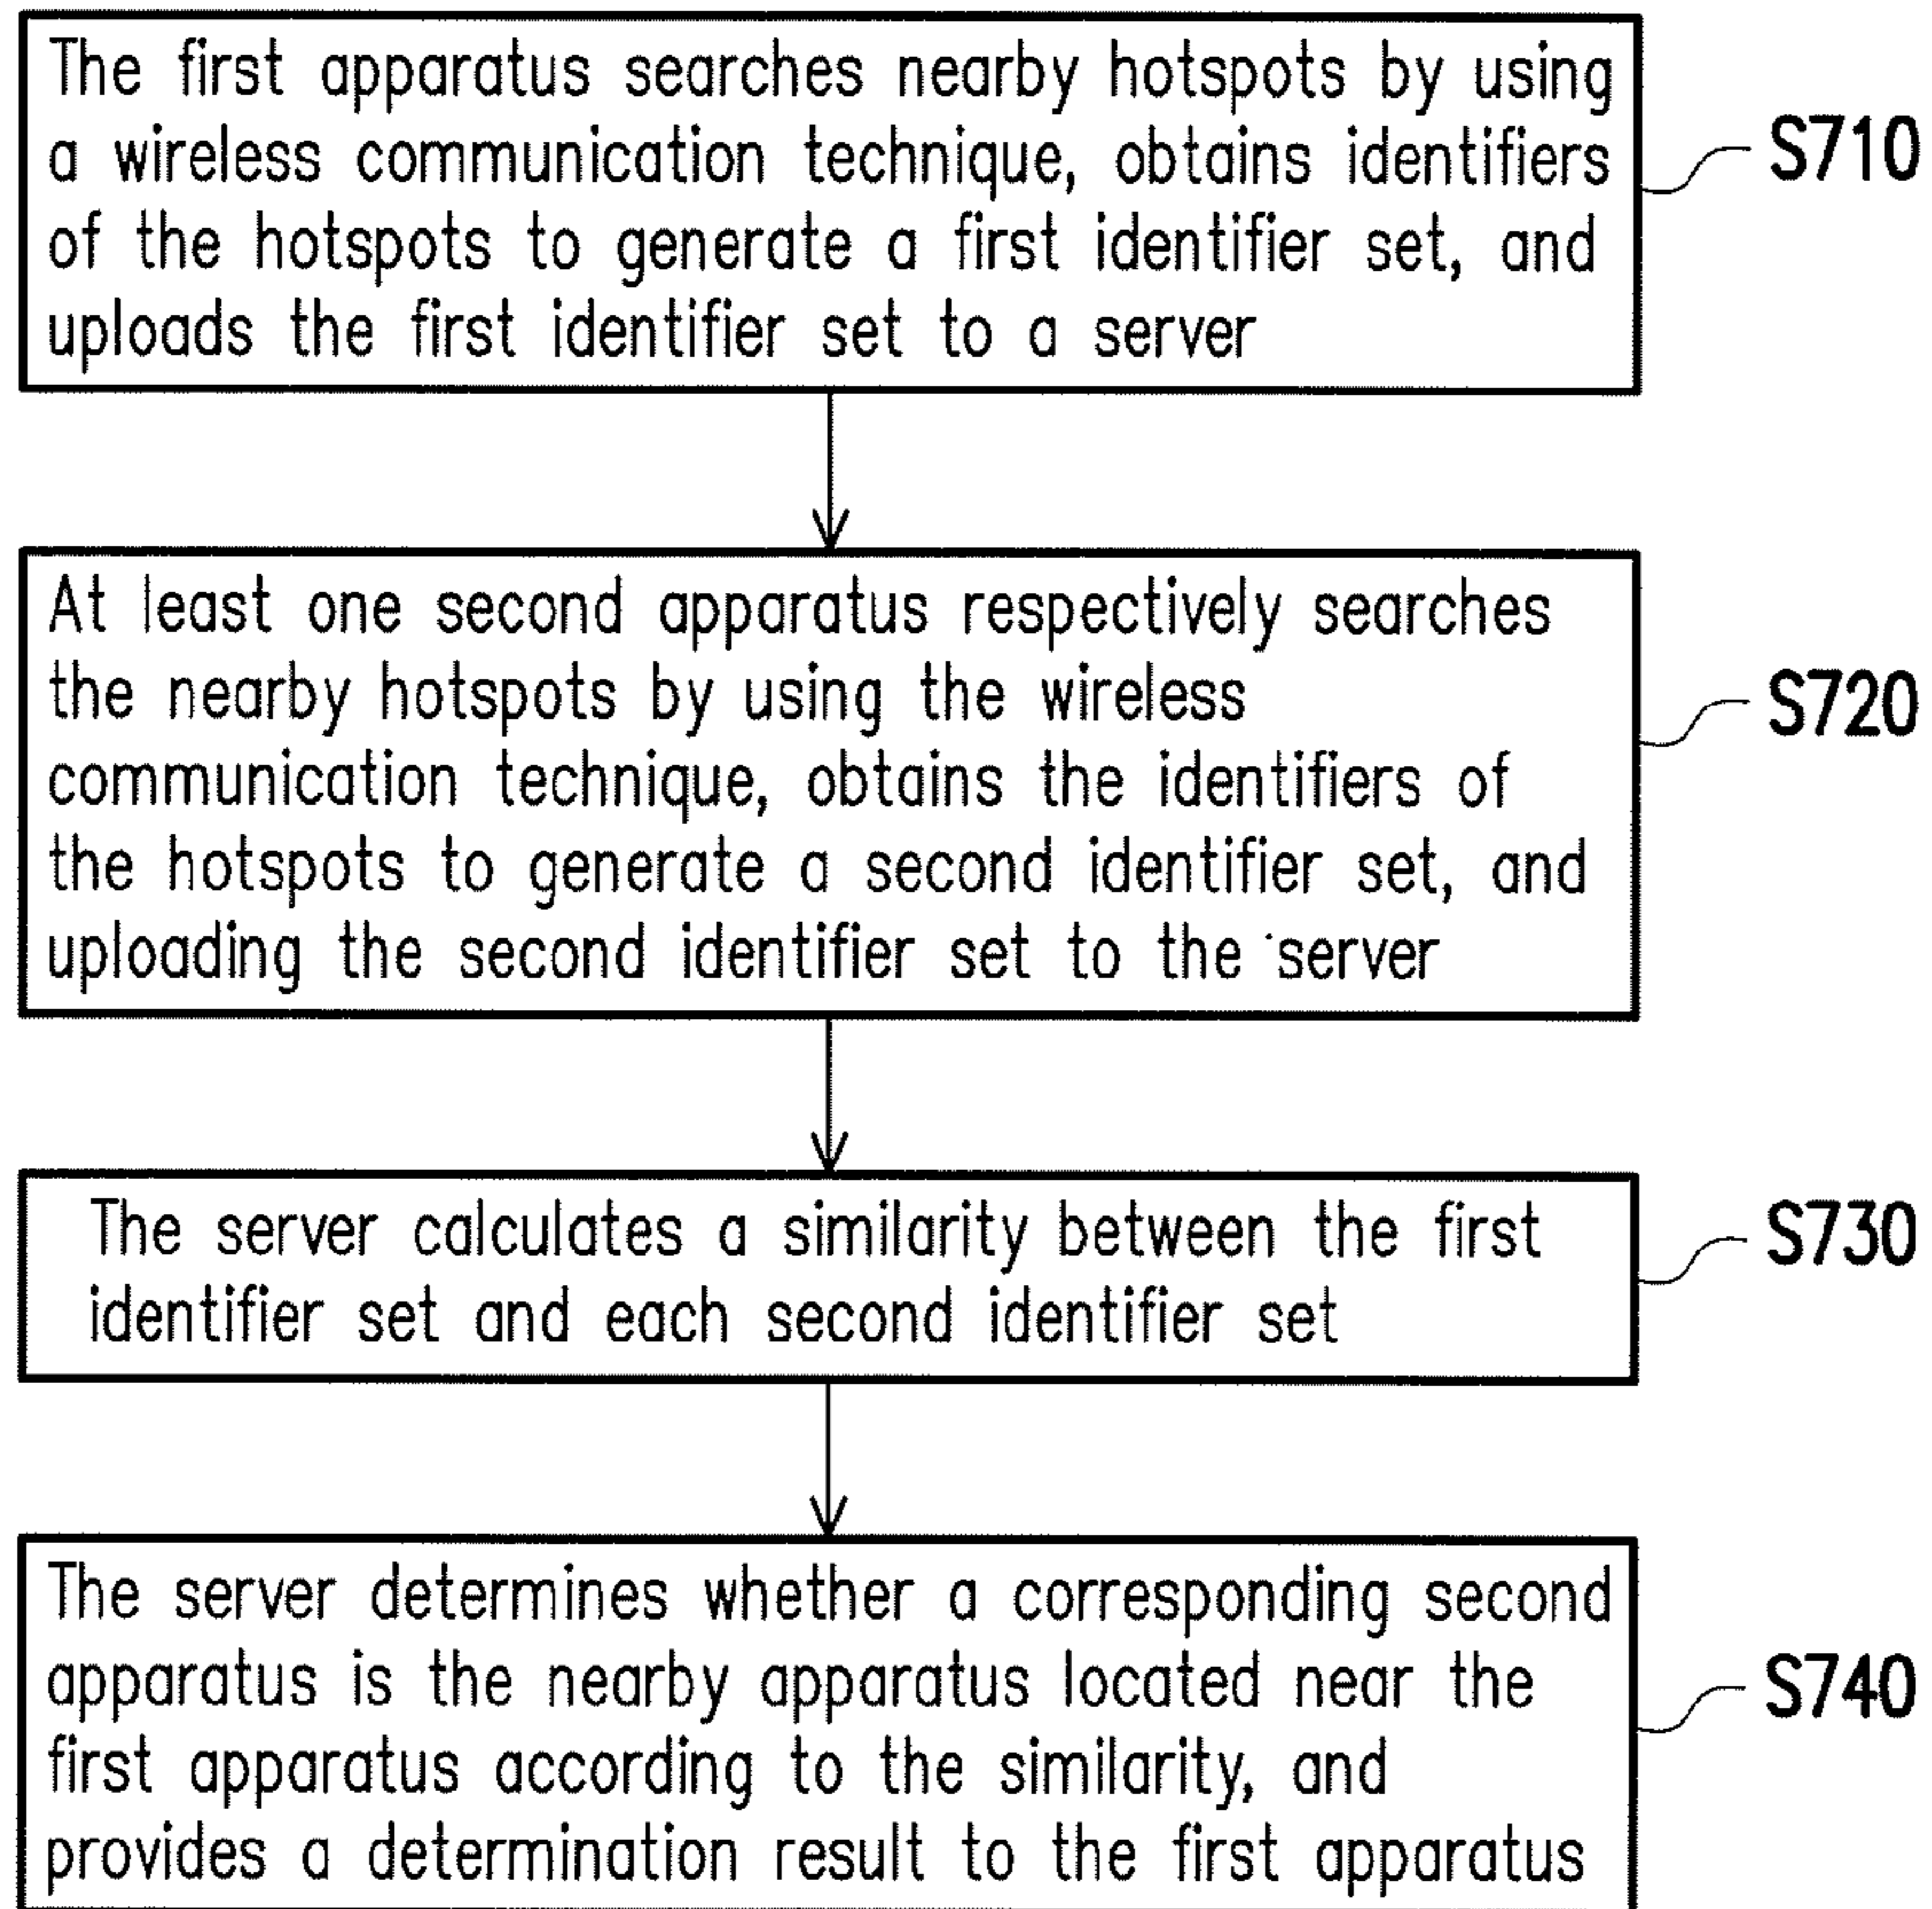 The first apparatus searches nearby hotspots by using
a wireless communication technique, obtains identifiers
of the hotspots to generate a first identifier set, and
uploads the first identifier set to a server
S710
At least one second apparatus respectively searches
the nearby hotspots by using the wireless
communication technique, obtains the identifiers of
the hotspots to generate a second identifier set, and
uploading the second identifier set to the server
S720
The server calculates a similarity between the first
identifier set and each second identifier set
S730
The server determines whether a corresponding second
apparatus is the nearby apparatus located near the
first apparatus according to the similarity, and
provides a determination result to the first apparatus
S740